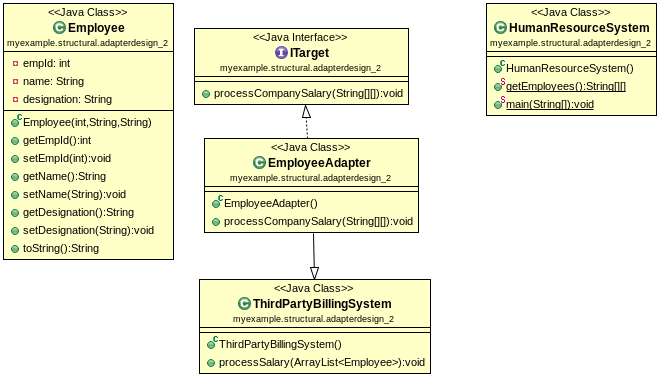 <<Java Class>>
Employee
myexample.structural.adapterdesign_2
empId: int
name: String
designation: String
Employee(int,String,String)
getEmpId():int
setEmpId(int):void
getName():String
setName(String):void
getDesignation():String
setDesignation(String):void
toString():String
<<Java Interface>>
ITarget
myexample.structural.adapterdesign_2
processCompanySalary(String[][]):void
<<Java Class>>
EmployeeAdapter
myexample.structural.adapterdesign_2
EmployeeAdapter()
processCompanySalary(String[][]):void
<<Java Class>>
ThirdPartyBillingSystem
myexample.structural.adapterdesign_2
ThirdPartyBillingSystem()
processSalary(ArrayList<Employee>):void
<<Java Class>>
HumanResourceSystem
myexample.structural.adapterdesign_2
HumanResourceSystem()
getEmployees():String[][]
main(String[]):void